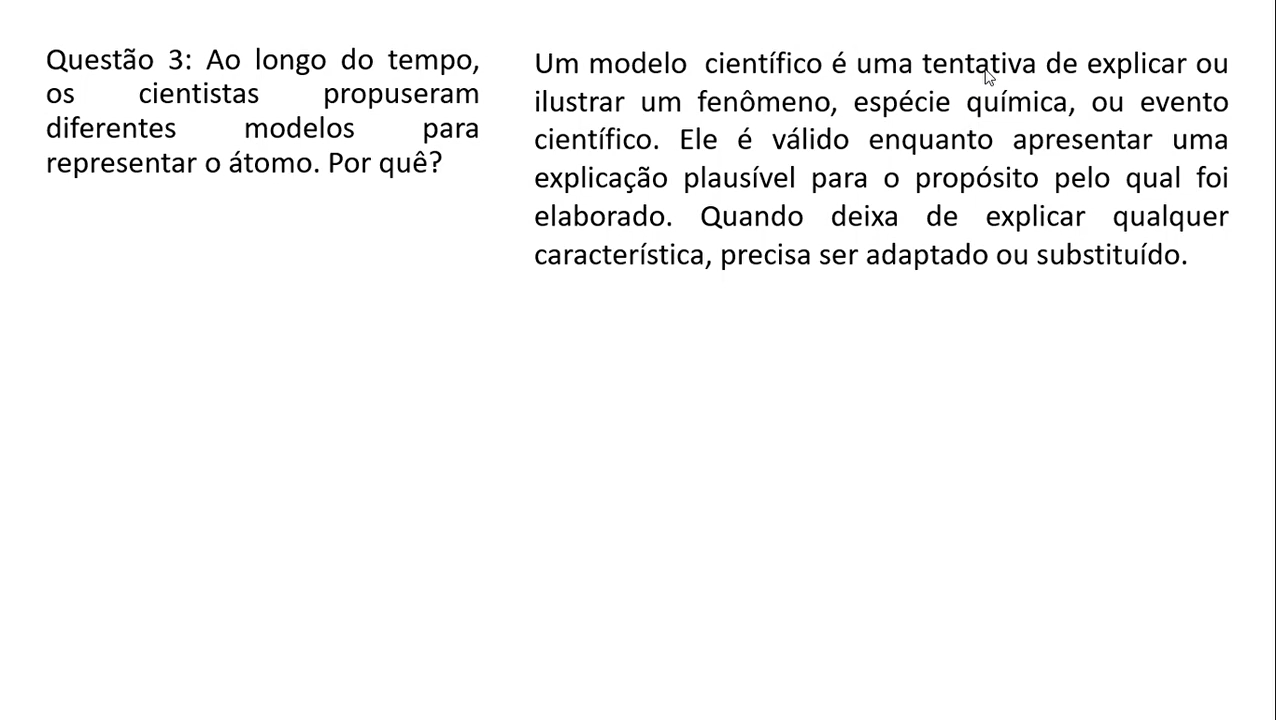 Questão 3: Ao longo do tempo,
os cientistas propuseram
diferentes modelos para
representar o átomo. Por quê?
Um modelo científico é uma tentativa de explicar ou
ilustrar um fenômeno, espécie química, ou evento
científico. Ele é válido enquanto apresentar uma
explicação plausível para o propósito pelo qual foi
elaborado. Quando deixa de explicar qualquer
característica, precisa ser adaptado ou substituído.